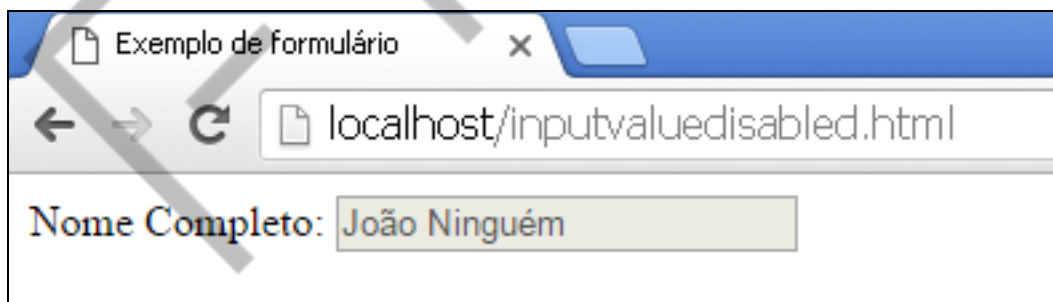 Exemplo de formulário
localhost/inputvaluedisabled.html
Nome Completo: João Ninguém